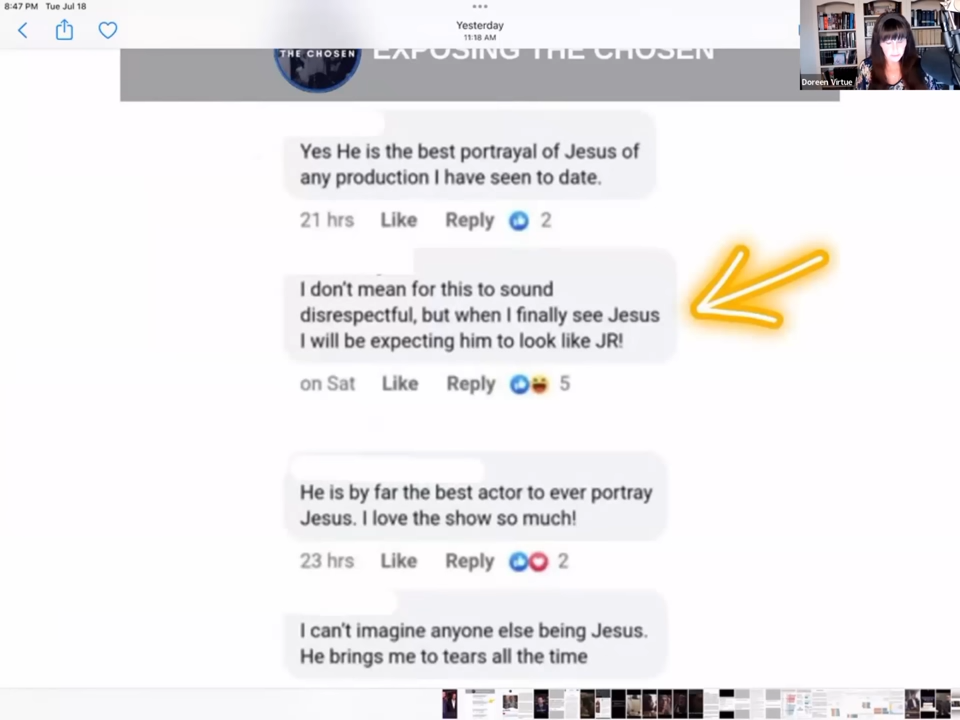 8:47 PM Tue Jul 18
Yesterday
11:18 AM
Doreen Virtue
THE CHOSEN
EXPOSING THE CHOSEN
Yes He is the best portrayal of Jesus of
any production I have seen to date.
21 hrs Like Reply 2
I don't mean for this to sound
disrespectful, but when I finally see Jesus
I will be expecting him to look like JR!
on Sat Like Reply 5
He is by far the best actor to ever portray
Jesus. I love the show so much!
23 hrs Like Reply 2
I can't imagine anyone else being Jesus.
He brings me to tears all the time